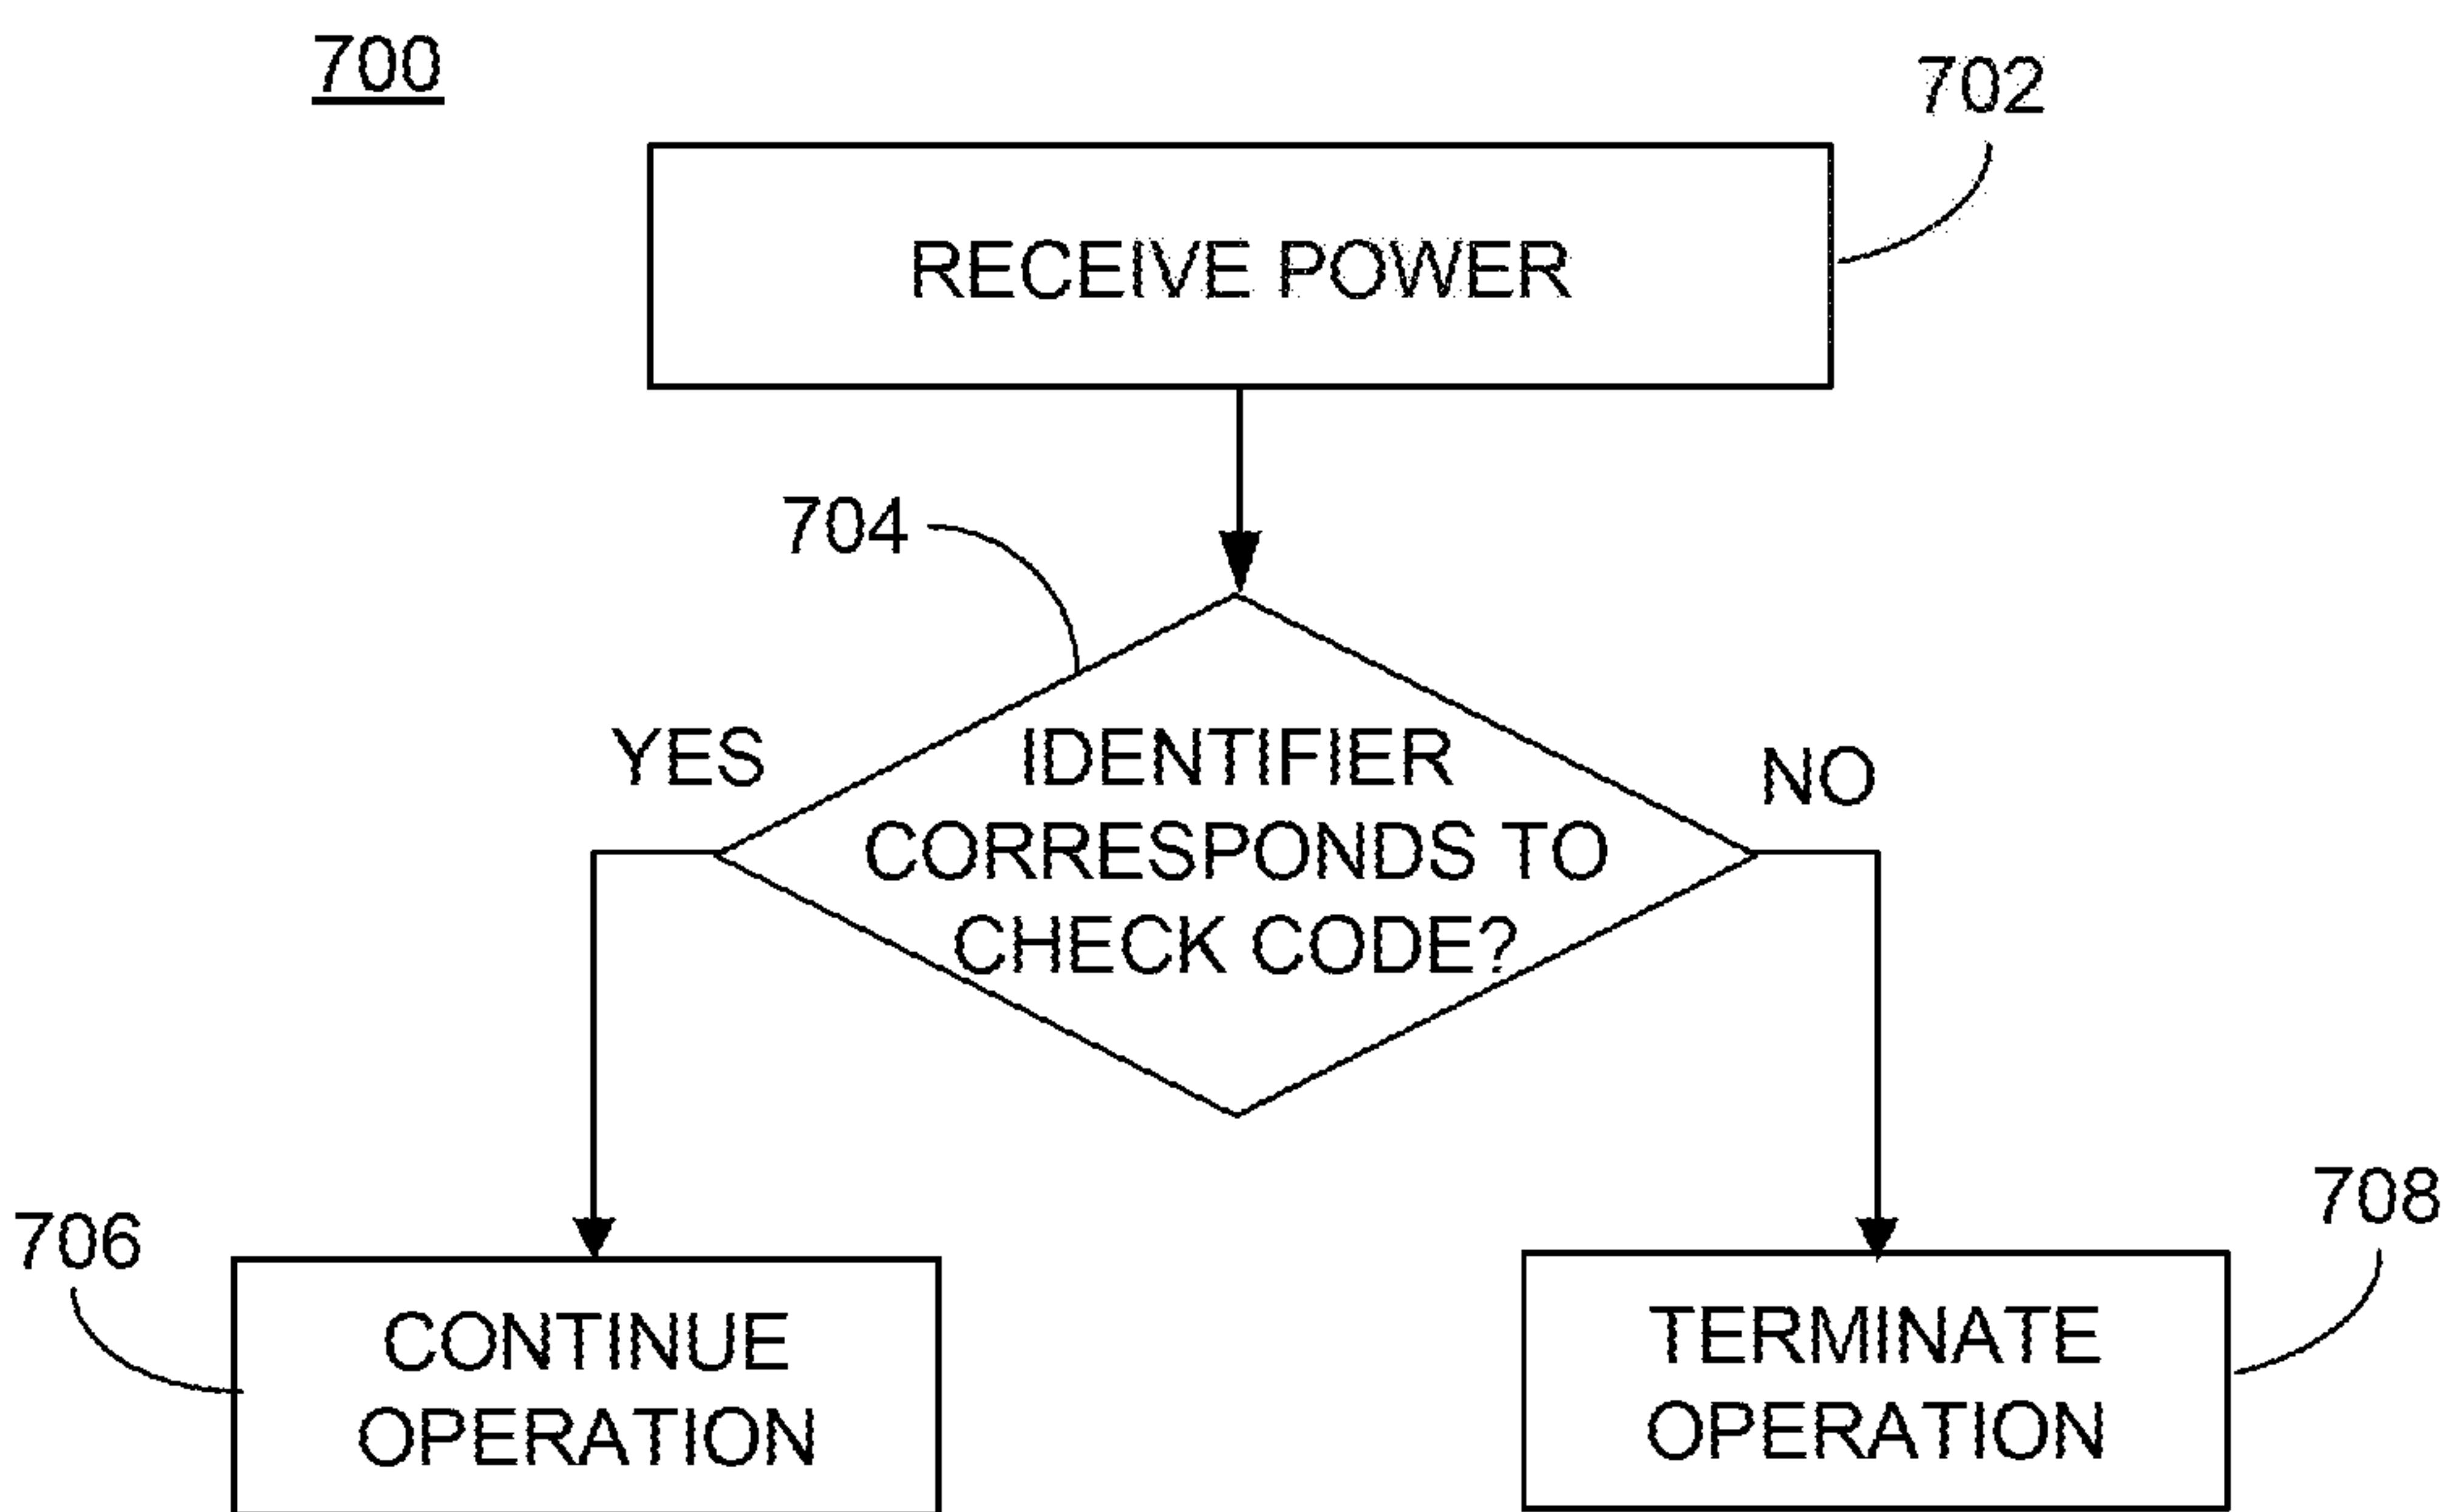 700
702
RECEIVE POWER
704
YES
IDENTIFIER
CORRESPONDS TO
CHECK CODE?
NO
706
CONTINUE
OPERATION
708
TERMINATE
OPERATION